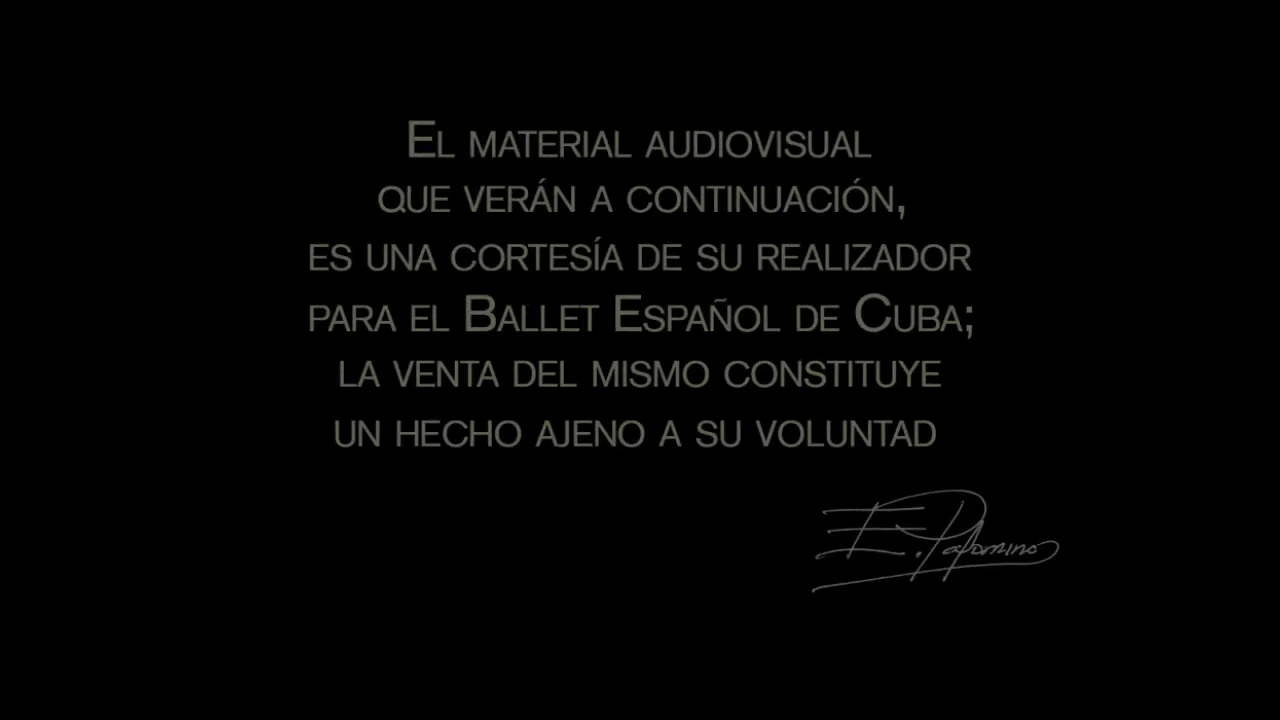 EL MATERIAL AUDIOVISUAL
QUE VERÁN A CONTINUACIÓN,
ES UNA CORTESÍA DE SU REALIZADOR
PARA EL BALLET ESPAÑOL DE CUBA;
LA VENTA DEL MISMO CONSTITUYE
UN HECHO AJENO A SU VOLUNTAD
E. Palomino